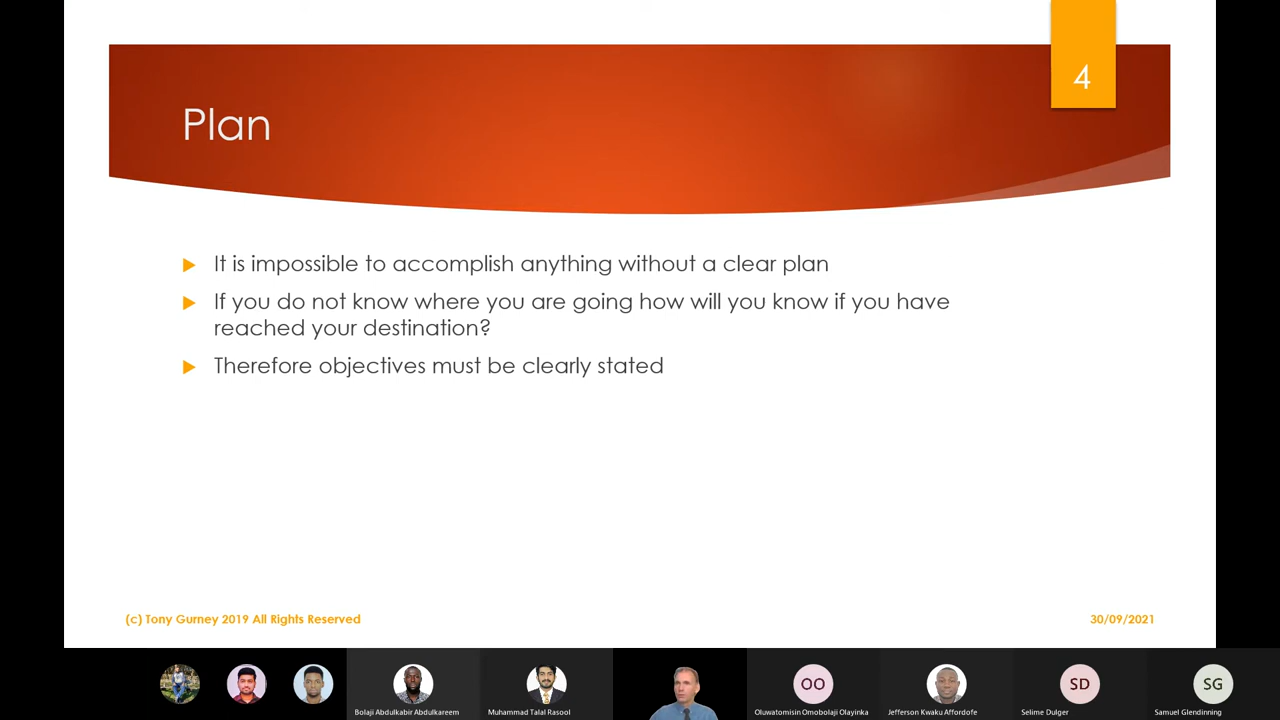 4
Plan
It is impossible to accomplish anything without a clear plan
If you do not know where you are going how will you know if you have
reached your destination?
Therefore objectives must be clearly stated
(c) Tony Gurney 2019 All Rights Reserved
30/09/2021
OO
SD
SG
Bolaji Abdulkabir Abdulkareem
Muhammad Talal Rasool
Oluwatomisin Omobolaji Olayinka
Jefferson Kwaku Affordofe
Selime Dulger
Samuel Glendinning